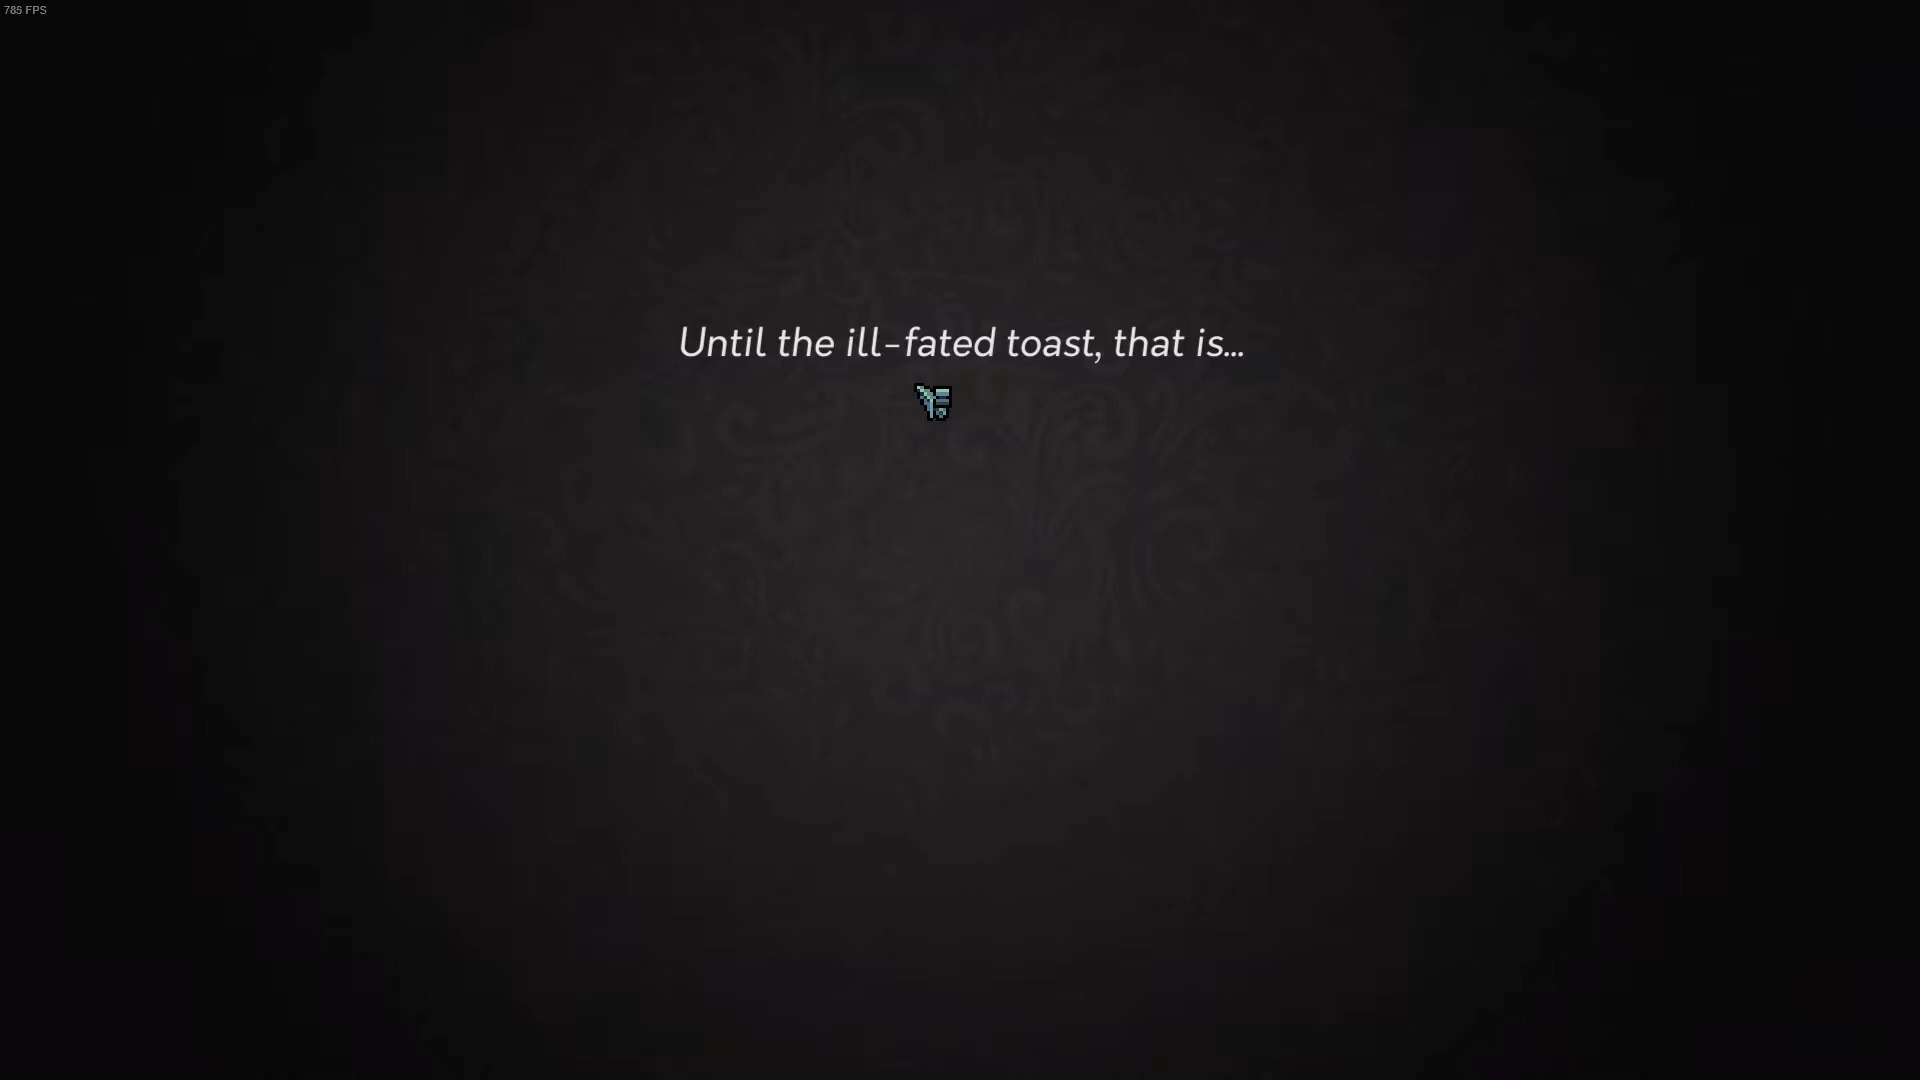 785 FPS
Until the ill-fated toast, that is...